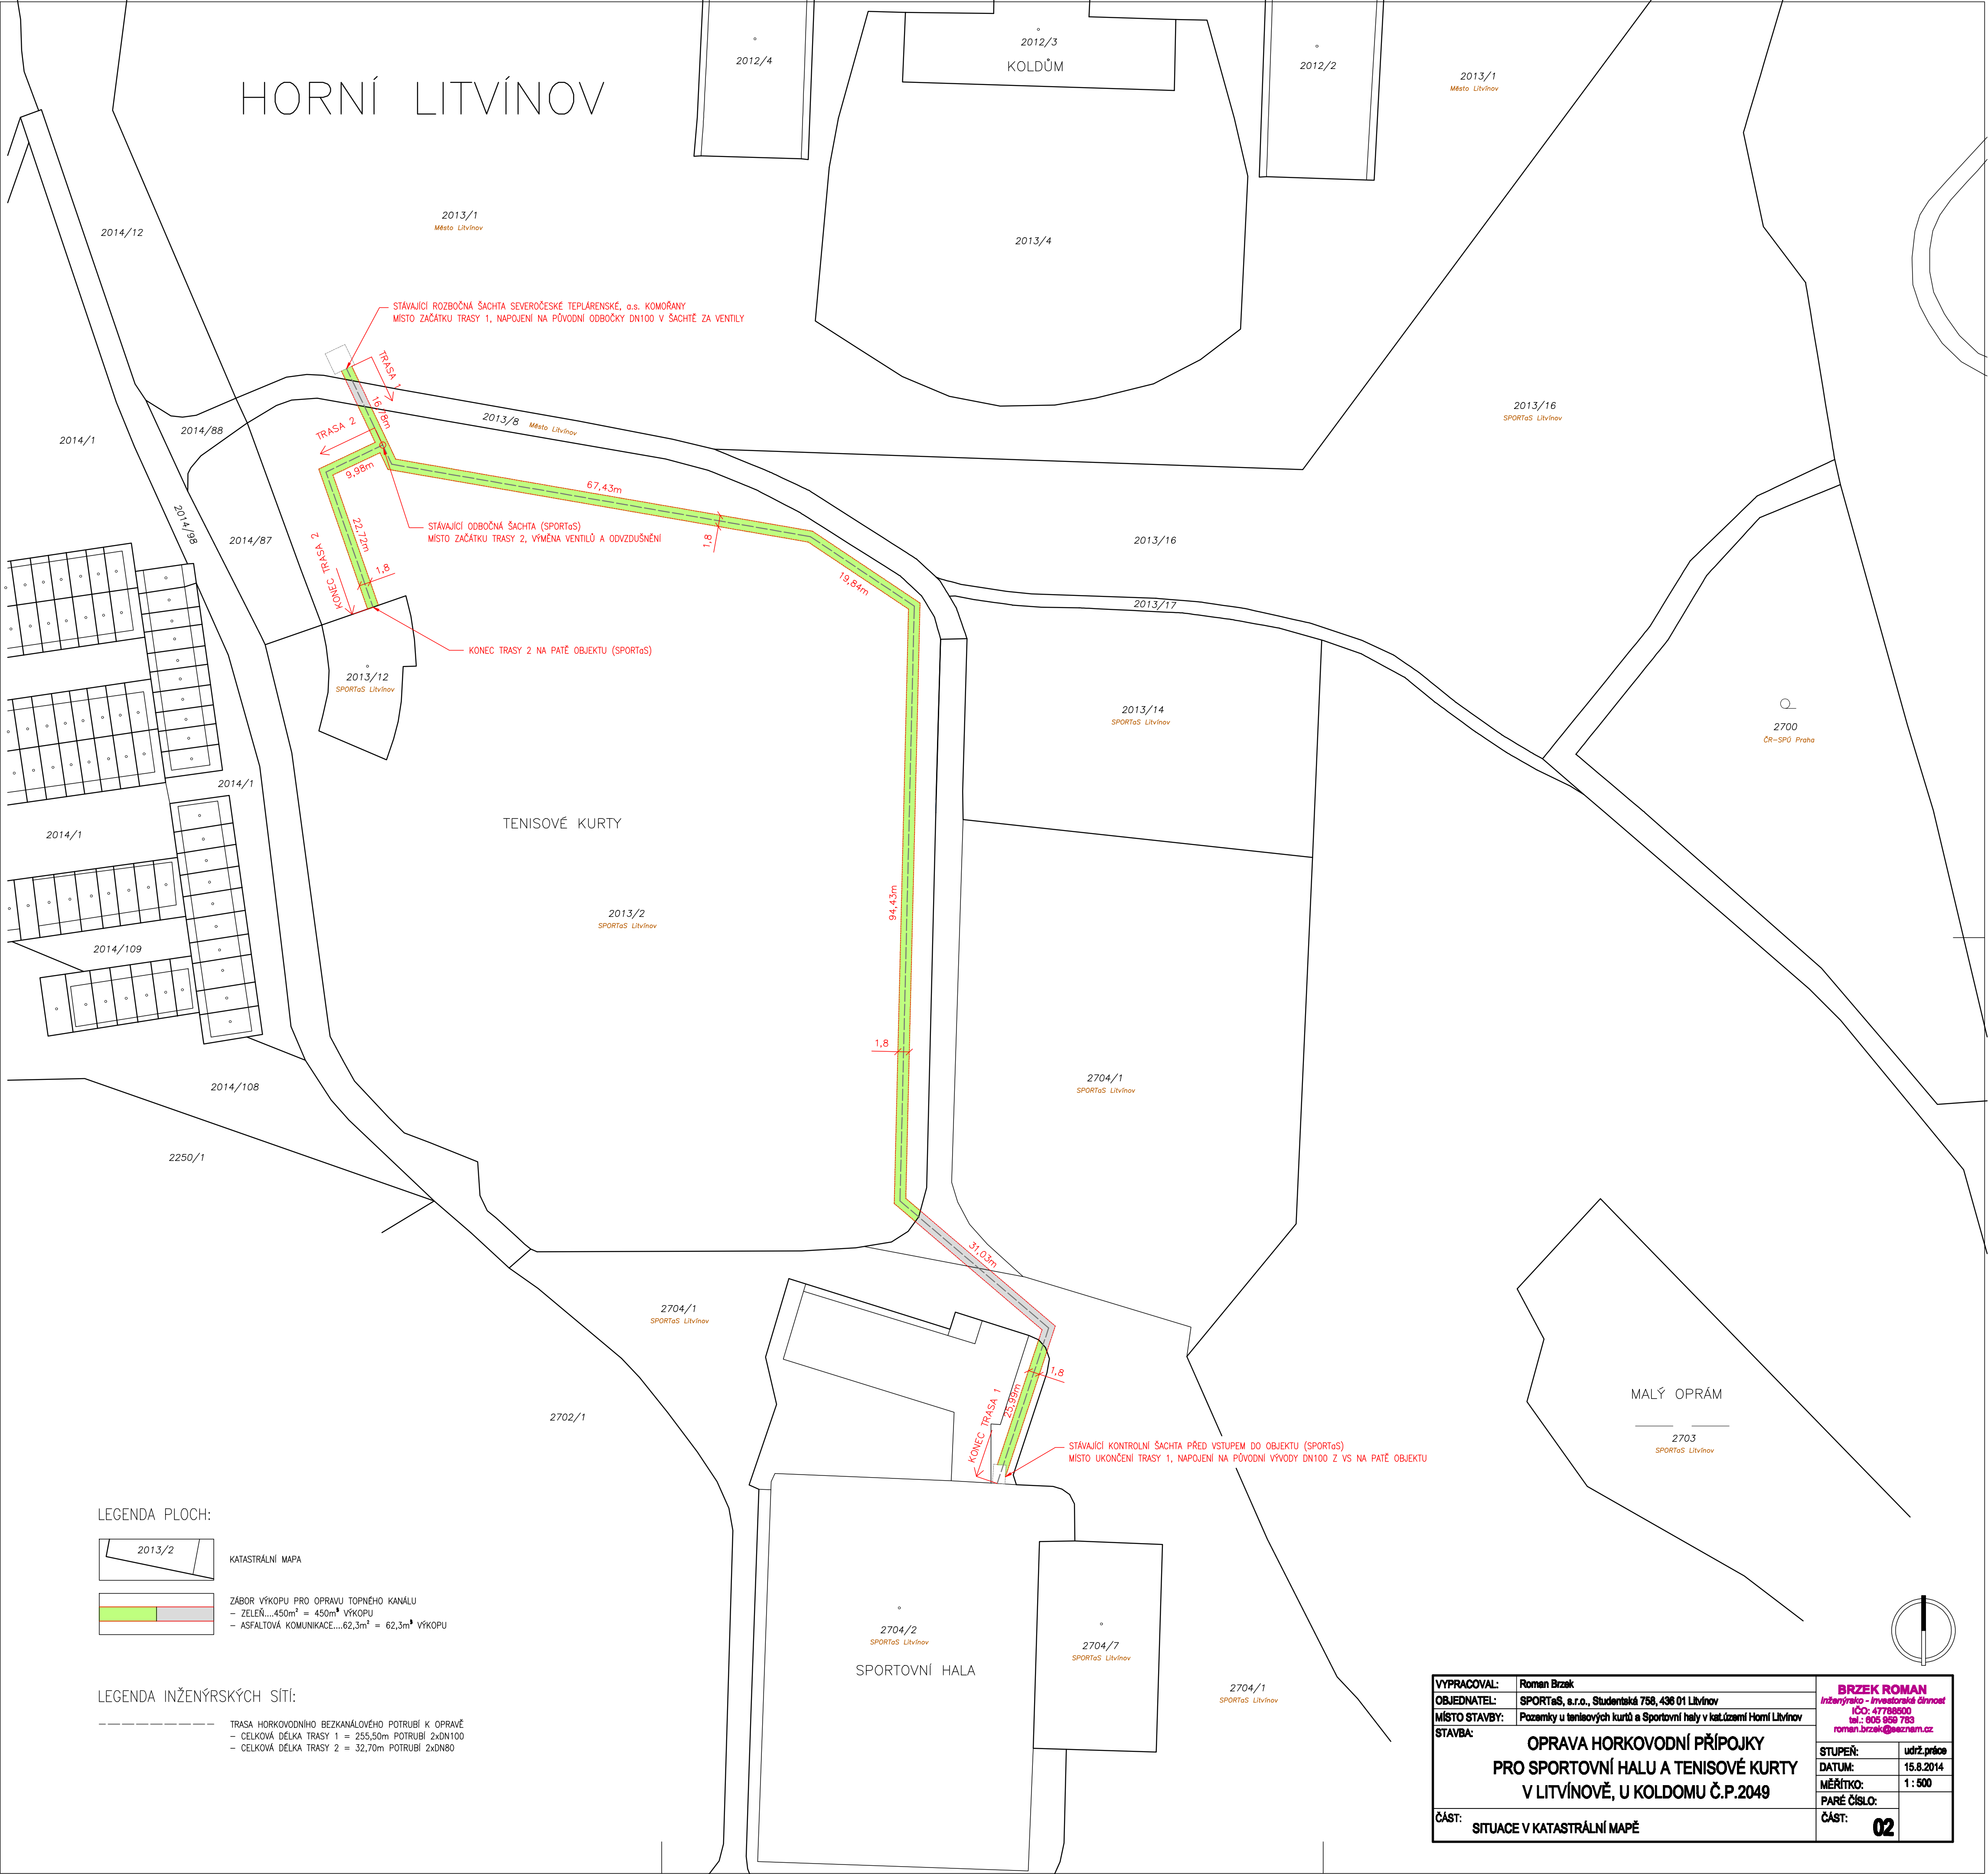 HORNÍ LITVÍNOV
2012/4
2012/3
KOLDŮM
2012/2
2013/1
Město Litvínov
2014/12
2013/1
Město Litvínov
2013/4
STÁVAJÍCÍ ROZBOČNÁ ŠACHTA SEVEROČESKÉ TEPLÁRENSKÉ, a.s. KOMOŘANY
MÍSTO ZAČÁTKU TRASY 1, NAPOJENÍ NA PŮVODNÍ ODBOČKY DN100 V ŠACHTĚ ZA VENTILY
TRASA 1
16,78m
TRASA 2
9,98m
2014/1
2014/88
2013/8 Město Litvínov
2013/16
SPORTaS Litvínov
67,43m
1,8
2014/98
2014/87
22,72m
KONEC TRASA 2
1,8
STÁVAJÍCÍ ODBOČNÁ ŠACHTA (SPORTaS)
MÍSTO ZAČÁTKU TRASY 2, VÝMĚNA VENTILŮ A ODVZDUŠNĚNÍ
19,84m
2013/16
2013/17
KONEC TRASY 2 NA PATĚ OBJEKTU (SPORTaS)
2013/12
SPORTaS Litvínov
2013/14
SPORTaS Litvínov
2700
ČR-SPÚ Praha
2014/1
2014/1
TENISOVÉ KURTY
94,43m
2013/2
SPORTaS Litvínov
2014/109
1,8
2014/108
2704/1
SPORTaS Litvínov
2250/1
31,03m
2704/1
SPORTaS Litvínov
1,8
25,99m
KONEC TRASA 1
MALÝ OPRÁM
2703
SPORTaS Litvínov
2702/1
STÁVAJÍCÍ KONTROLNÍ ŠACHTA PŘED VSTUPEM DO OBJEKTU (SPORTaS)
MÍSTO UKONČENÍ TRASY 1, NAPOJENÍ NA PŮVODNÍ VÝVODY DN100 Z VS NA PATĚ OBJEKTU
LEGENDA PLOCH:
2013/2
KATASTRÁLNÍ MAPA
ZÁBOR VÝKOPU PRO OPRAVU TOPNÉHO KANÁLU
- ZELEŇ....450m² = 450m³ VÝKOPU
- ASFALTOVÁ KOMUNIKACE....62,3m² = 62,3m³ VÝKOPU
LEGENDA INŽENÝRSKÝCH SÍTÍ:
TRASA HORKOVODNÍHO BEZKANÁLOVÉHO POTRUBÍ K OPRAVĚ
- CELKOVÁ DÉLKA TRASY 1 = 255,50m POTRUBÍ 2xDN100
- CELKOVÁ DÉLKA TRASY 2 = 32,70m POTRUBÍ 2xDN80
2704/2
SPORTaS Litvínov
SPORTOVNÍ HALA
2704/7
SPORTaS Litvínov
2704/1
SPORTaS Litvínov
VYPRACOVAL: Roman Brzek
OBJEDNATEL: SPORTaS, s.r.o., Studentská 758, 436 01 Litvínov
MÍSTO STAVBY: Pozemky u tenisových kurtů a Sportovní haly v kat.území Horní Litvínov
STAVBA:
OPRAVA HORKOVODNÍ PŘÍPOJKY
PRO SPORTOVNÍ HALU A TENISOVÉ KURTY
V LITVÍNOVĚ, U KOLDOMU Č.P.2049
ČÁST: SITUACE V KATASTRÁLNÍ MAPĚ
BRZEK ROMAN
inženýrsko - investorská činnost
IČO: 47788500
tel.: 605 959 783
roman.brzek@seznam.cz
STUPEŇ: udrž.práce
DATUM: 15.8.2014
MĚŘÍTKO: 1 : 500
PARÉ ČÍSLO:
ČÁST: 02